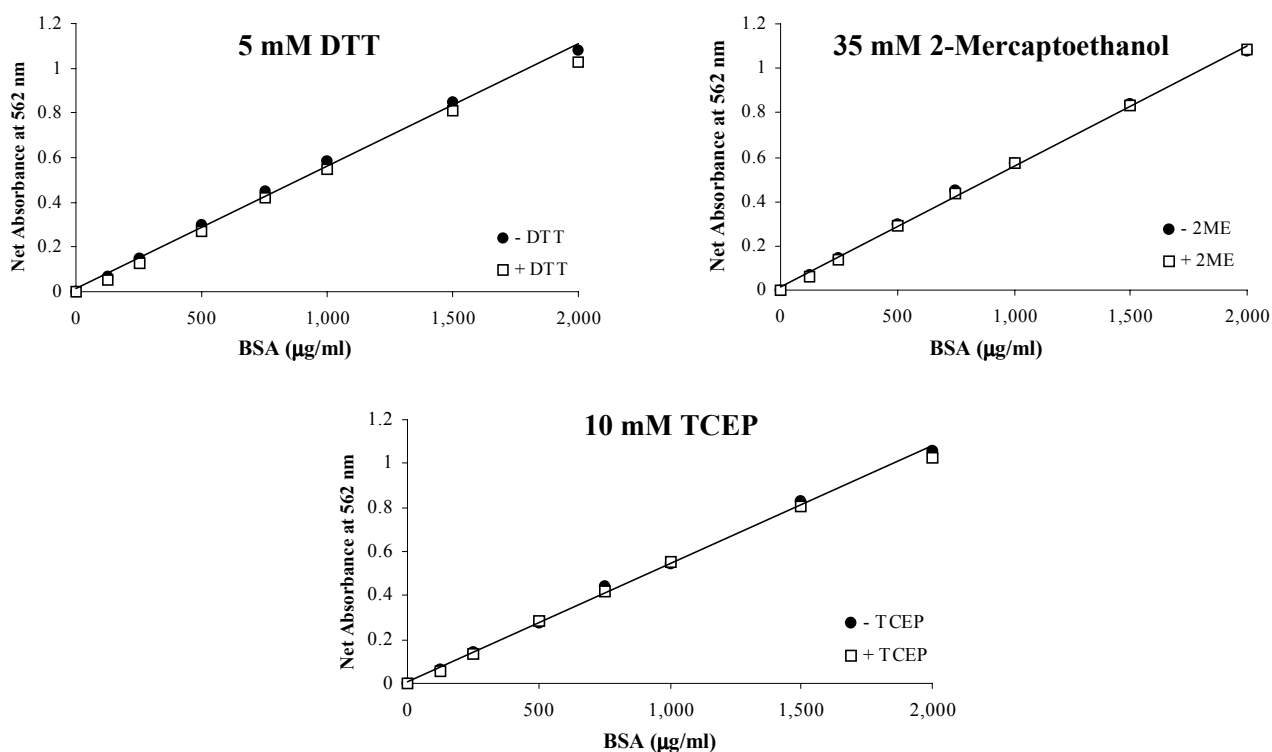 5 mM DTT
Net Absorbance at 562 nm
1.2
1
0.8
0.6
0.4
0.2
0
- DTT
+ DTT
0 500 1,000 1,500 2,000
BSA (µg/ml)
35 mM 2-Mercaptoethanol
Net Absorbance at 562 nm
1.2
1
0.8
0.6
0.4
0.2
0
- 2ME
+ 2ME
0 500 1,000 1,500 2,000
BSA (µg/ml)
10 mM TCEP
Net Absorbance at 562 nm
1.2
1
0.8
0.6
0.4
0.2
0
- TCEP
+ TCEP
0 500 1,000 1,500 2,000
BSA (µg/ml)